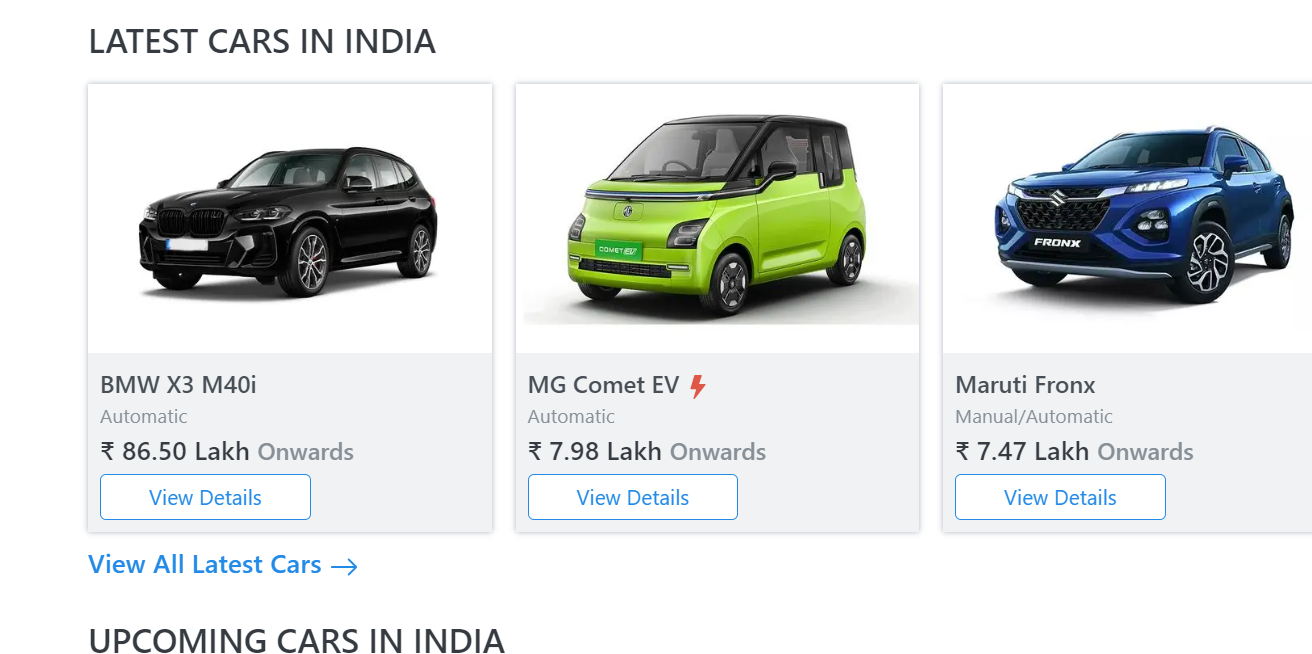 LATEST CARS IN INDIA
COMET EV
FRONX
BMW X3 M40i
Automatic
₹ 86.50 Lakh Onwards
View Details
MG Comet EV
Automatic
₹ 7.98 Lakh Onwards
View Details
Maruti Fronx
Manual/Automatic
₹ 7.47 Lakh Onwards
View Details
View All Latest Cars →
UPCOMING CARS IN INDIA